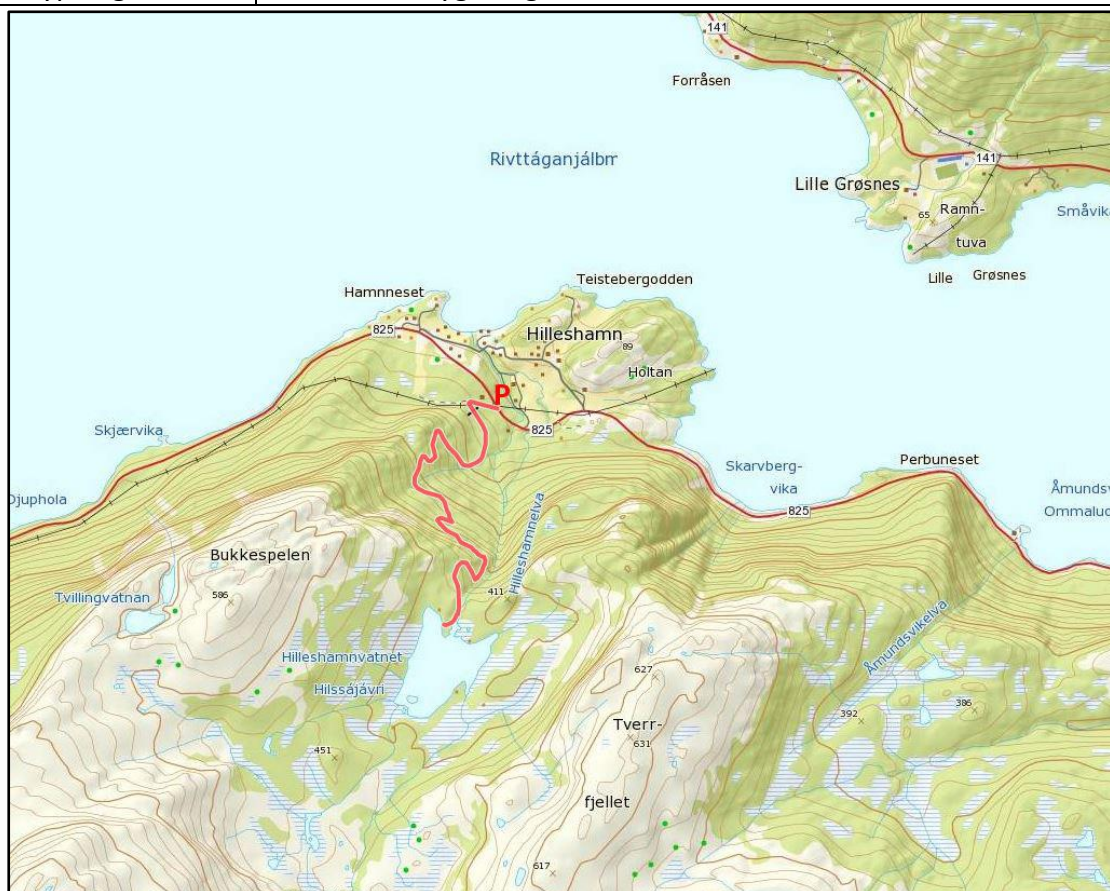 141
Forråsen
Rivttáganjálbm
141
Lille Grøsnes
65
Ramn-
tuva
Småvika
Lille Grøsnes
Teistebergodden
Hamnneset
825
Hilleshamn
89
Holtan
P
825
Skjærvika
Djuphola
Skarvberg-
vika
Perbuneset
825
Åmundsv
Ommaluo
Bukkespelen
586
Tvillingvatnan
Hilleshamnelva
411
Hilleshamnvatnet
Hilssájávri
451
627
Tverr-
631
fjellet
617
Åmundsvikelva
392
386